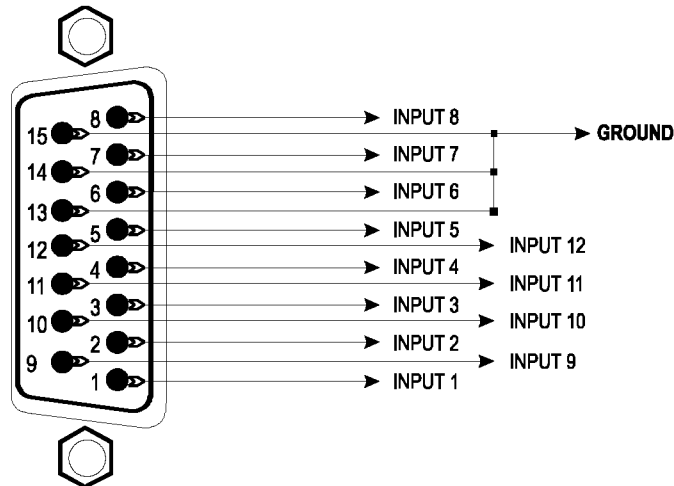 8 INPUT 8
15 GROUND
7 INPUT 7
14
6 INPUT 6
13
5 INPUT 5
12 INPUT 12
4 INPUT 4
11 INPUT 11
3 INPUT 3
10 INPUT 10
2 INPUT 2
9 INPUT 9
1 INPUT 1